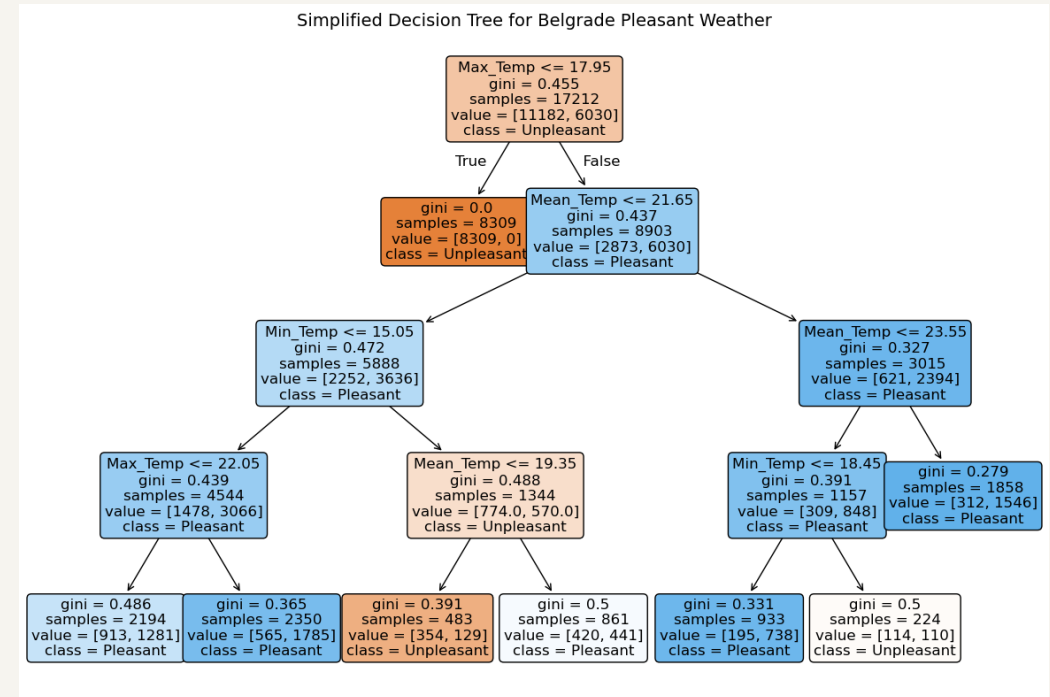 Simplified Decision Tree for Belgrade Pleasant Weather
Max_Temp <= 17.95
gini = 0.455
samples = 17212
value = [11182, 6030]
class = Unpleasant
True
False
gini = 0.0
samples = 8309
value = [8309, 0]
class = Unpleasant
Mean_Temp <= 21.65
gini = 0.437
samples = 8903
value = [2873, 6030]
class = Pleasant
Min_Temp <= 15.05
gini = 0.472
samples = 5888
value = [2252, 3636]
class = Pleasant
Mean_Temp <= 23.55
gini = 0.327
samples = 3015
value = [621, 2394]
class = Pleasant
Max_Temp <= 22.05
gini = 0.439
samples = 4544
value = [1478, 3066]
class = Pleasant
Mean_Temp <= 19.35
gini = 0.488
samples = 1344
value = [774.0, 570.0]
class = Unpleasant
Min_Temp <= 18.45
gini = 0.391
samples = 1157
value = [309, 848]
class = Pleasant
gini = 0.279
samples = 1858
value = [312, 1546]
class = Pleasant
gini = 0.486
samples = 2194
value = [913, 1281]
class = Pleasant
gini = 0.365
samples = 2350
value = [565, 1785]
class = Pleasant
gini = 0.391
samples = 483
value = [354, 129]
class = Unpleasant
gini = 0.5
samples = 861
value = [420, 441]
class = Pleasant
gini = 0.331
samples = 933
value = [195, 738]
class = Pleasant
gini = 0.5
samples = 224
value = [114, 110]
class = Unpleasant